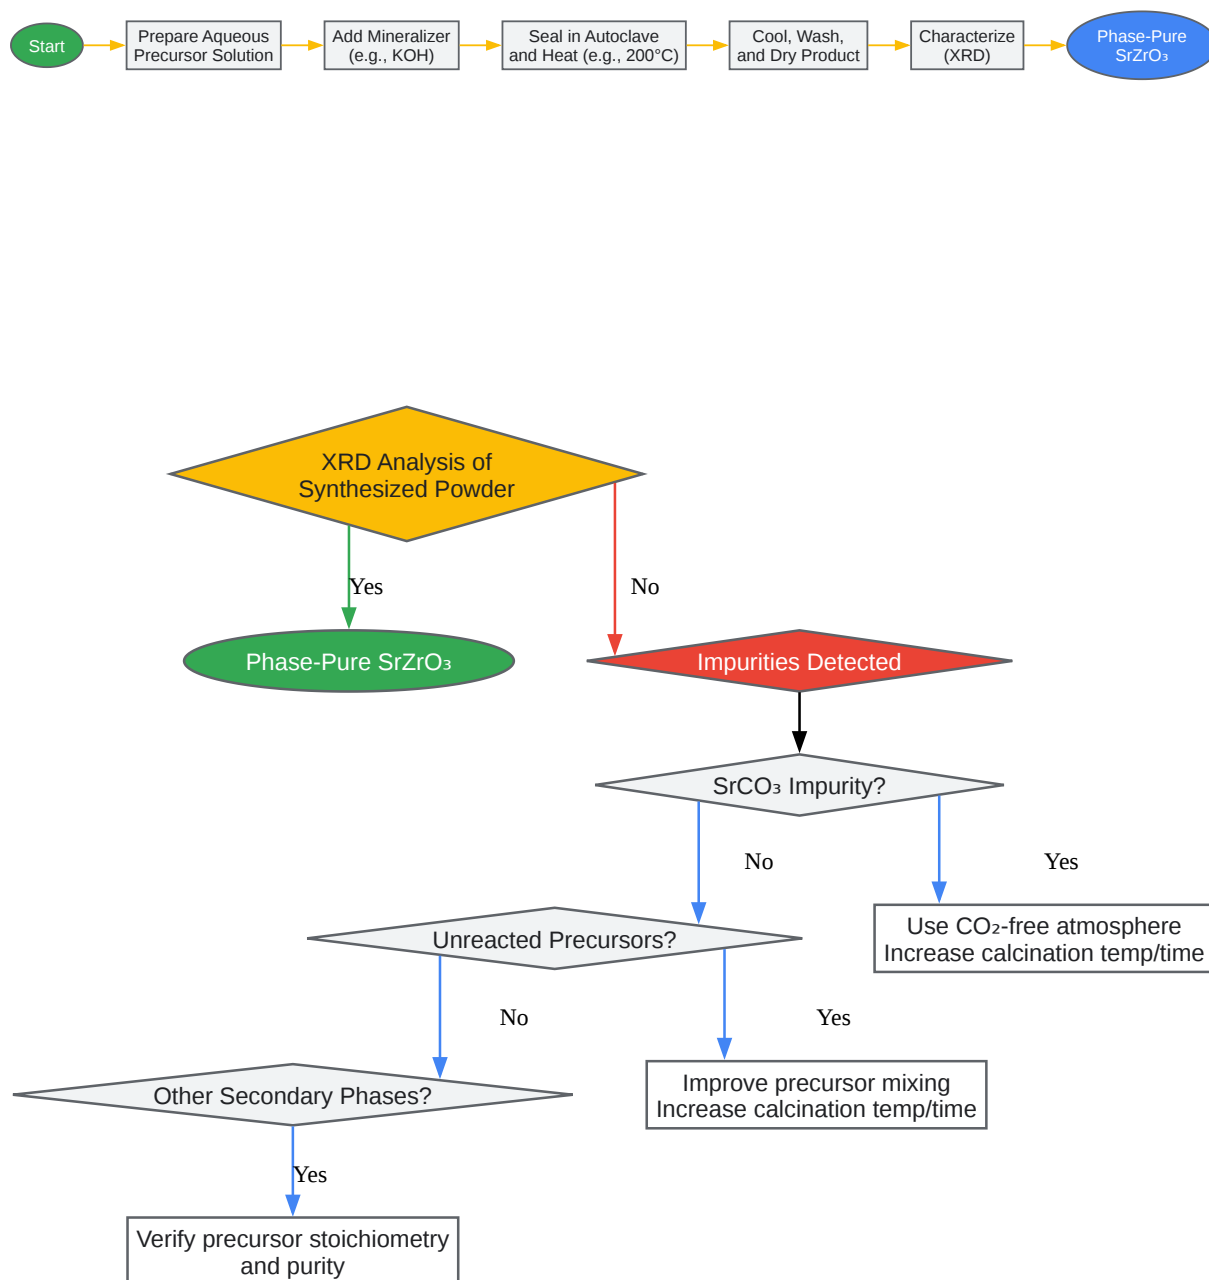 Start
Prepare Aqueous
Precursor Solution
Add Mineralizer
(e.g., KOH)
Seal in Autoclave
and Heat (e.g., 200°C)
Cool, Wash,
and Dry Product
Characterize
(XRD)
Phase-Pure
SrZrO₃
XRD Analysis of
Synthesized Powder
Yes
No
Phase-Pure SrZrO₃
Impurities Detected
SrCO₃ Impurity?
No
Yes
Use CO₂-free atmosphere
Increase calcination temp/time
Unreacted Precursors?
No
Yes
Improve precursor mixing
Increase calcination temp/time
Other Secondary Phases?
Yes
Verify precursor stoichiometry
and purity